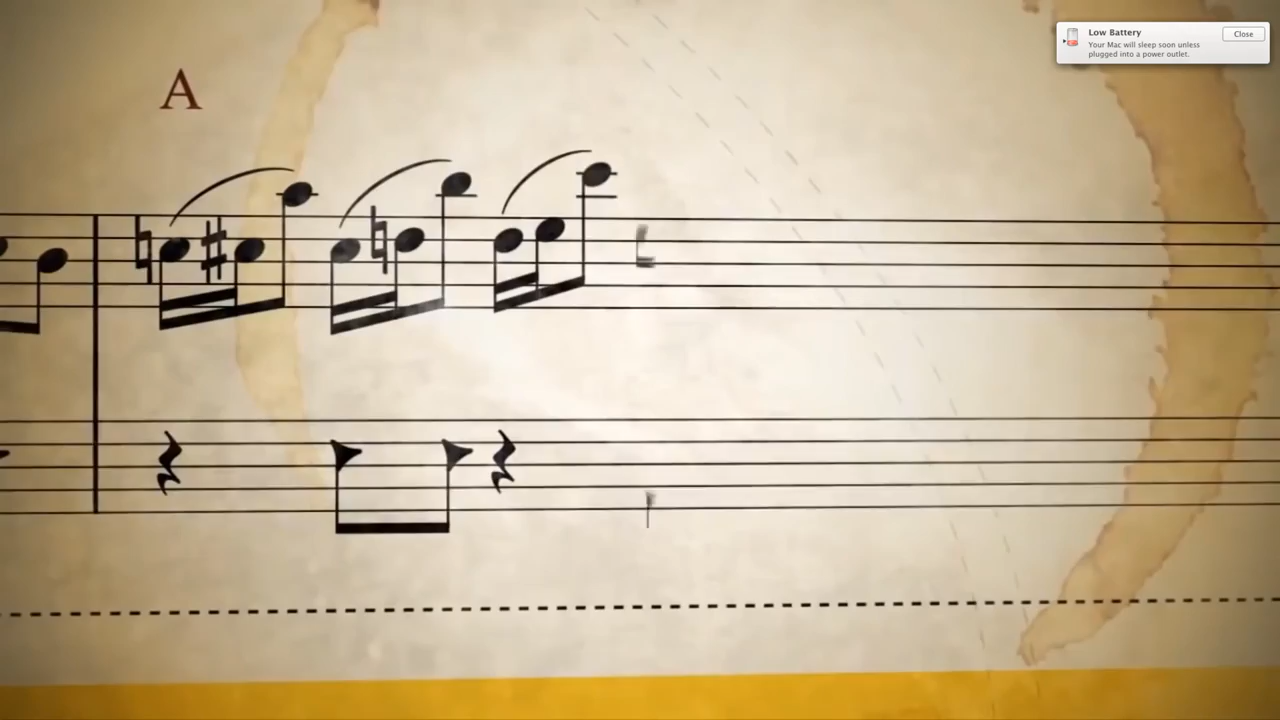 A
Low Battery
Close
Your Mac will sleep soon unless
plugged into a power outlet.